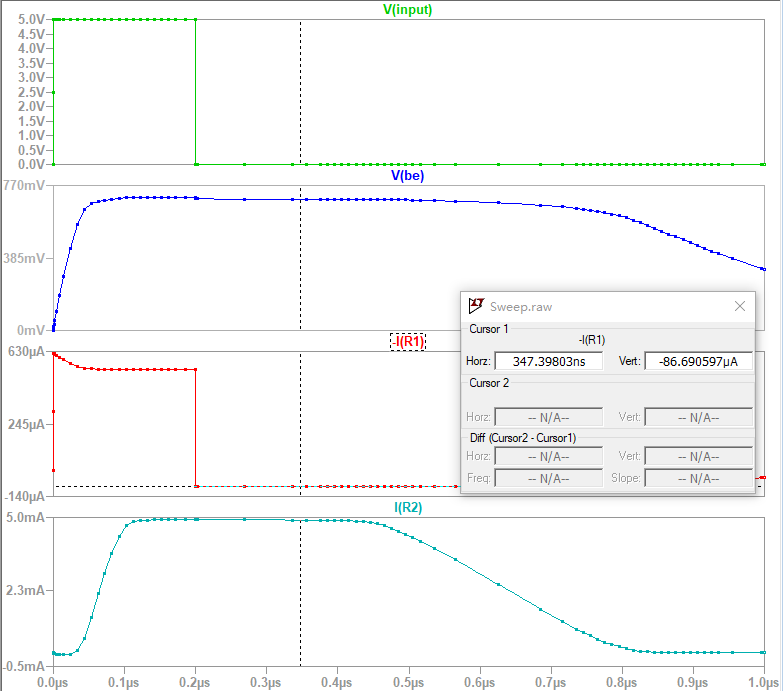 V(input)
5.0V
4.5V
4.0V
3.5V
3.0V
2.5V
2.0V
1.5V
1.0V
0.5V
0.0V
V(be)
770mV
385mV
0mV
-I(R1)
630µA
245µA
-140µA
Sweep.raw
Cursor 1
-I(R1)
Horz: 347.39803ns Vert: -86.690597µA
Cursor 2
Horz: -- N/A-- Vert: -- N/A--
Diff (Cursor2 - Cursor1)
Horz: -- N/A-- Vert: -- N/A--
Freq: -- N/A-- Slope: -- N/A--
I(R2)
5.0mA
2.3mA
-0.5mA
0.0µs 0.1µs 0.2µs 0.3µs 0.4µs 0.5µs 0.6µs 0.7µs 0.8µs 0.9µs 1.0µs